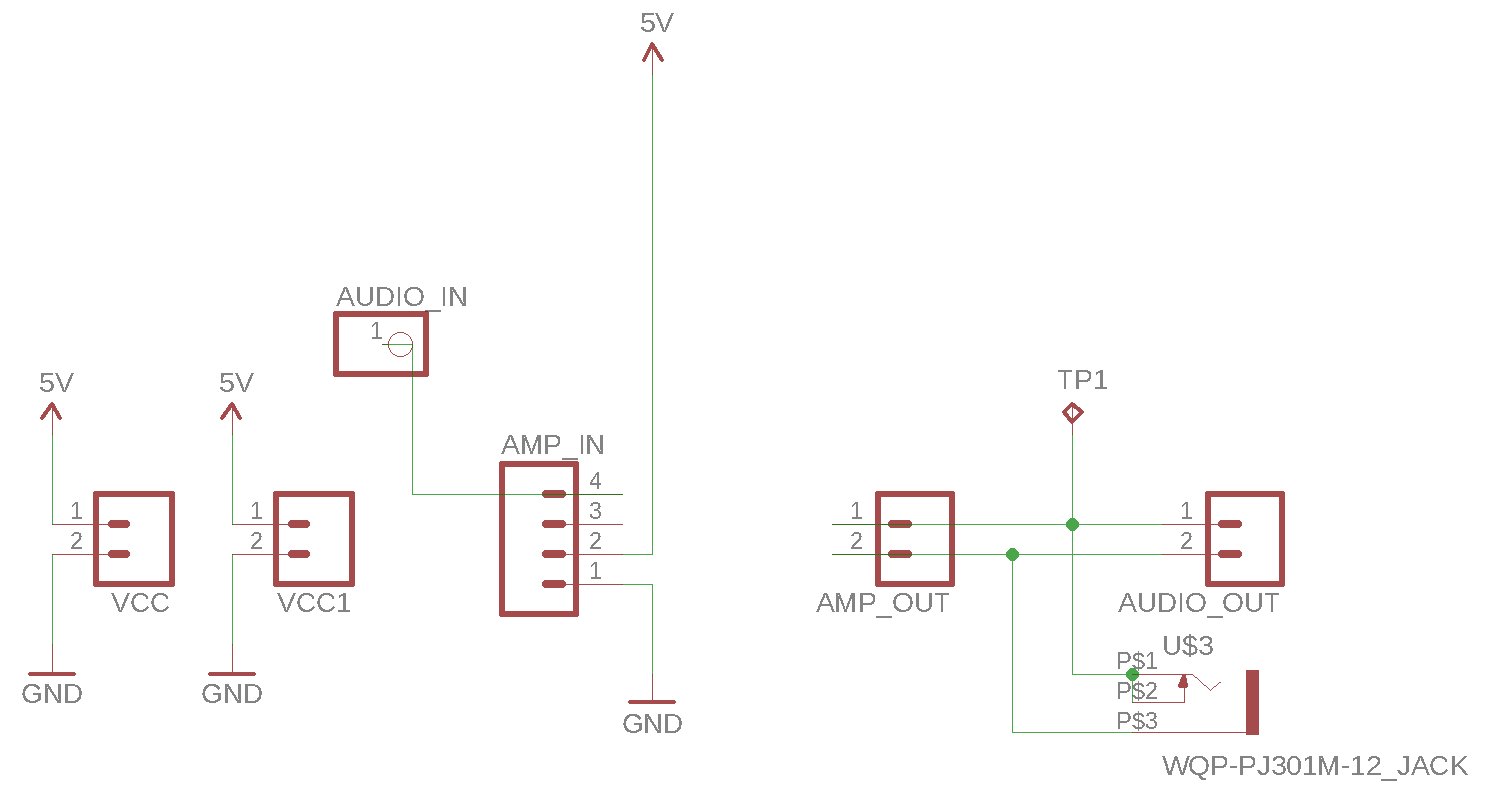 5V
AUDIO_IN
1
5V
5V
TP1
AMP_IN
4
3
2
1
1
2
VCC
1
2
VCC1
1
2
AMP_OUT
1
2
AUDIO_OUT
GND
GND
GND
U$3
P$1
P$2
P$3
WQP-PJ301M-12_JACK